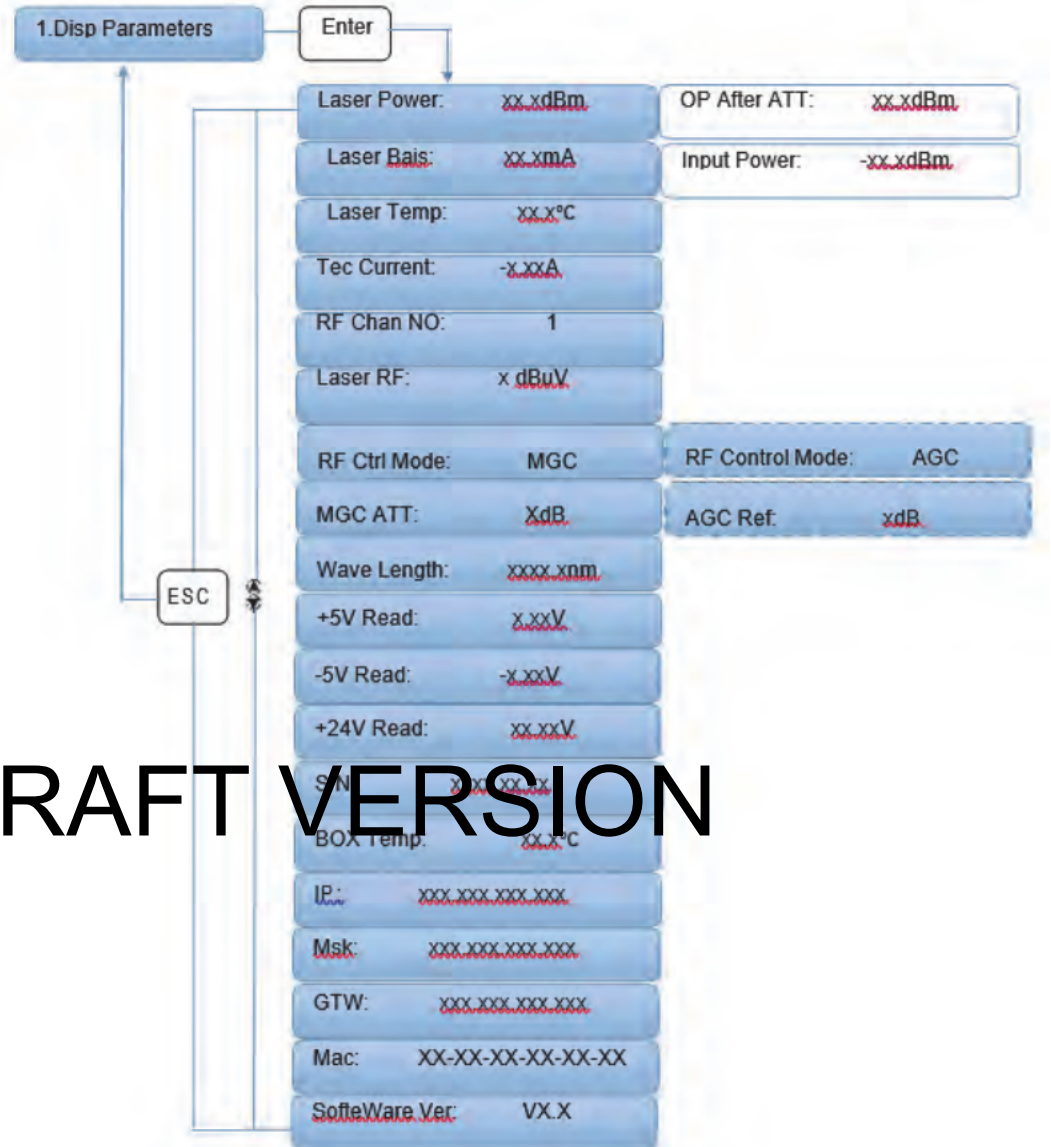 1.Disp Parameters
Enter
Laser Power: xx.xdBm
OP After ATT: xx.xdBm
Laser Bais: xx.xmA
Input Power: -xx.xdBm
Laser Temp: xx.x°C
Tec Current: -x.xxA
RF Chan NO: 1
Laser RF: x dBuV
RF Ctrl Mode: MGC
RF Control Mode: AGC
MGC ATT: XdB
AGC Ref: xdB
Wave Length: xxxx.xnm
ESC
+5V Read: x.xxV
-5V Read: -x.xxV
+24V Read: xx.xxV
RAFT VERSION
BOX Temp: xx.x°C
IP.: xxx.xxx.xxx.xxx
Msk: xxx.xxx.xxx.xxx
GTW: xxx.xxx.xxx.xxx
Mac: XX-XX-XX-XX-XX-XX
SofteWare Ver: VX.X